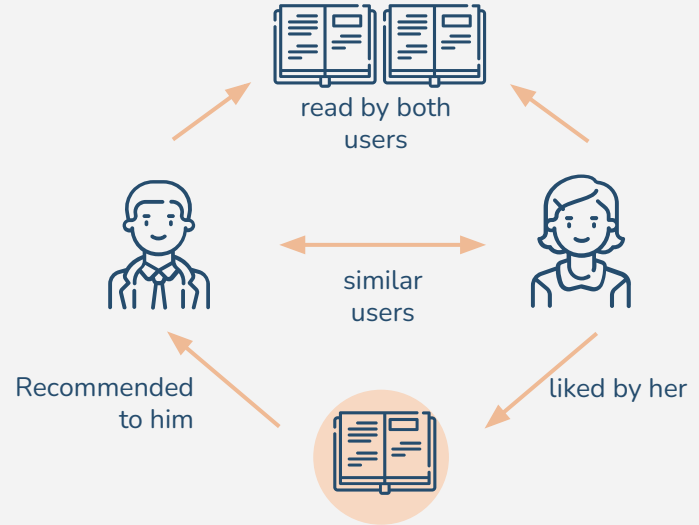 read by both
users
similar
users
Recommended
to him
liked by her